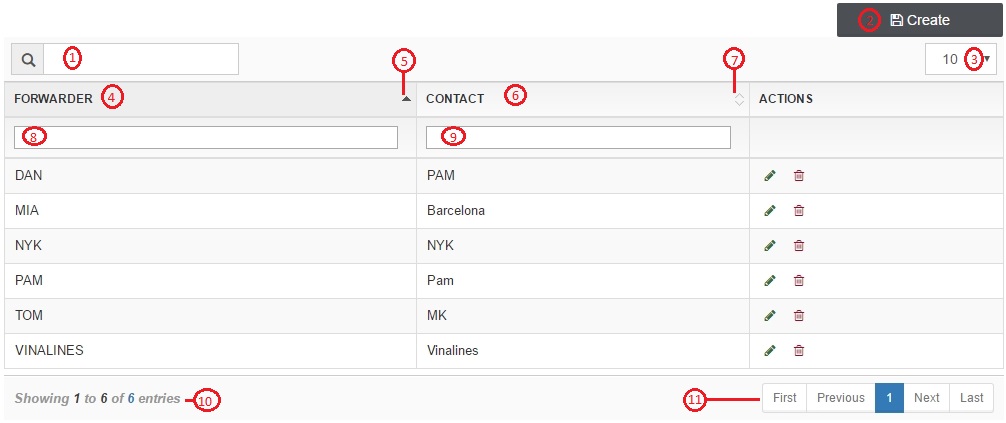 2 Create
1 10 3
5 7
FORWARDER 4 CONTACT 6 ACTIONS
8 9
DAN PAM
MIA Barcelona
NYK NYK
PAM Pam
TOM MK
VINALINES Vinalines
Showing 1 to 6 of 6 entries 10 11 First Previous 1 Next Last